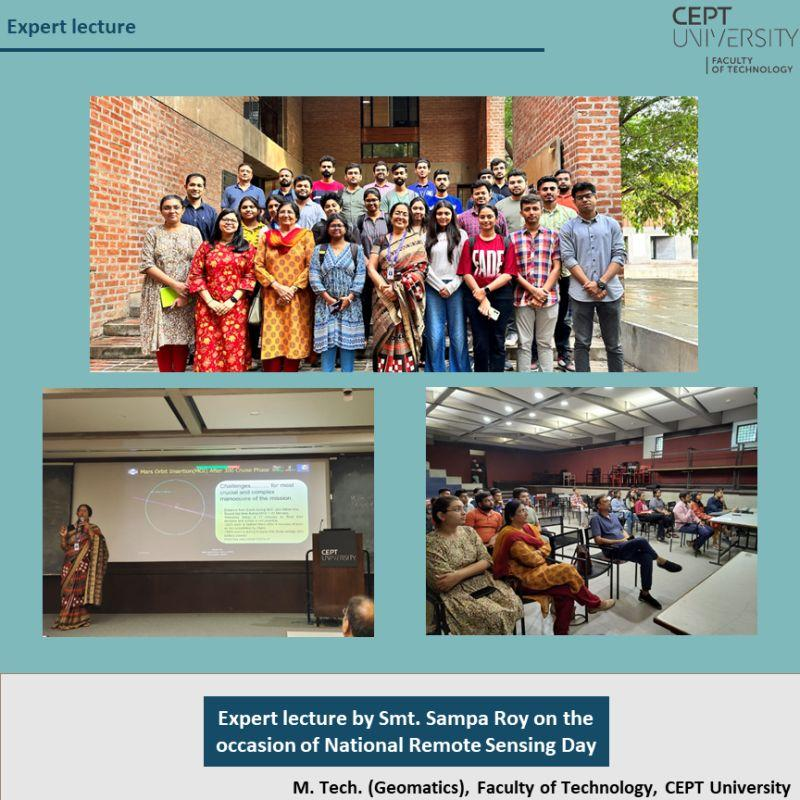 Expert lecture
CEPT
UNIVERSITY
FACULTY
OF TECHNOLOGY
FADE
Mars Orbit Insertion(MOI) After 300 Cruise Phase
Challenges.......... for most
crucial and complex
manoeuvre of the mission
CEPT
UNIVERSITY
Expert lecture by Smt. Sampa Roy on the
occasion of National Remote Sensing Day
M. Tech. (Geomatics), Faculty of Technology, CEPT University